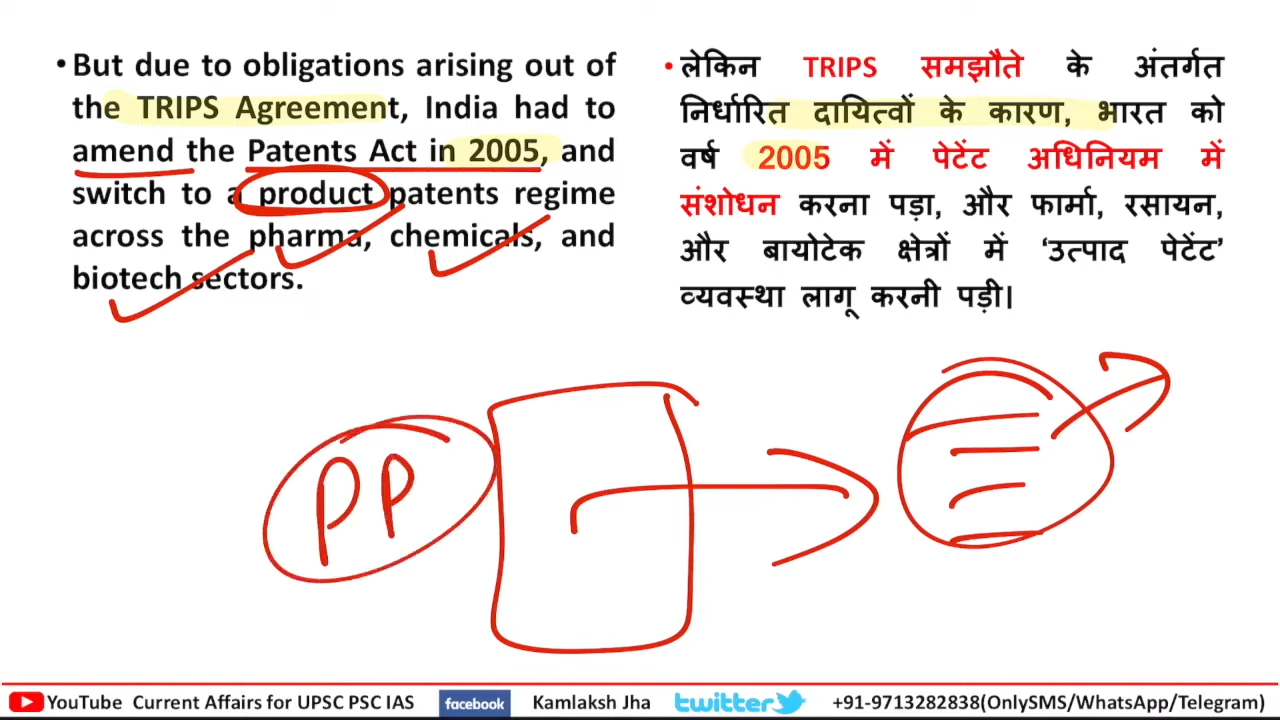 •But due to obligations arising out of
the TRIPS Agreement, India had to
amend the Patents Act in 2005, and
switch to a product patents regime
across the pharma, chemicals, and
biotech sectors.
•लेकिन TRIPS समझौते के अंतर्गत
निर्धारित दायित्वों के कारण, भारत को
वर्ष 2005 में पेटेंट अधिनियम में
संशोधन करना पड़ा, और फार्मा, रसायन,
और बायोटेक क्षेत्रों में ‘उत्पाद पेटेंट’
व्यवस्था लागू करनी पड़ी।
PP
YouTube Current Affairs for UPSC PSC IAS facebook Kamlaksh Jha twitter +91-9713282838(OnlySMS/WhatsApp/Telegram)